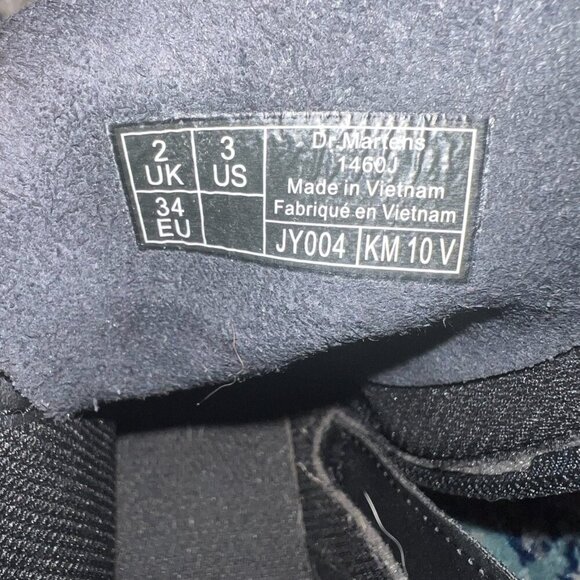 2
UK
3
US
34
EU
Dr.Martens
1460J
Made in Vietnam
Fabriqué en Vietnam
JY004
KM 10 V